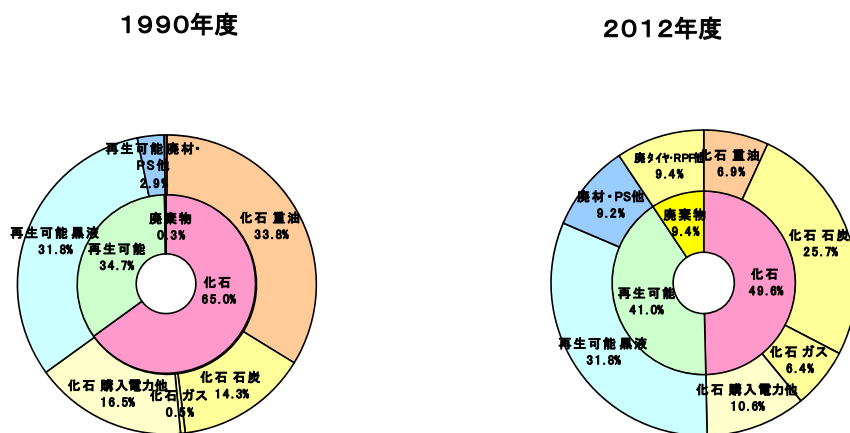 1990年度
再生可能 廃材・
PS他
2.9%
廃棄物
0.3%
化石 重油
33.8%
再生可能 黒液
31.8%
再生可能
34.7%
化石
65.0%
化石 石炭
14.3%
化石 ガス
0.5%
化石 購入電力他
16.5%
2012年度
廃タイヤ・RPF他
9.4%
化石 重油
6.9%
廃材・PS他
9.2%
廃棄物
9.4%
化石 石炭
25.7%
化石
49.6%
再生可能
41.0%
再生可能 黒液
31.8%
化石 ガス
6.4%
化石 購入電力他
10.6%